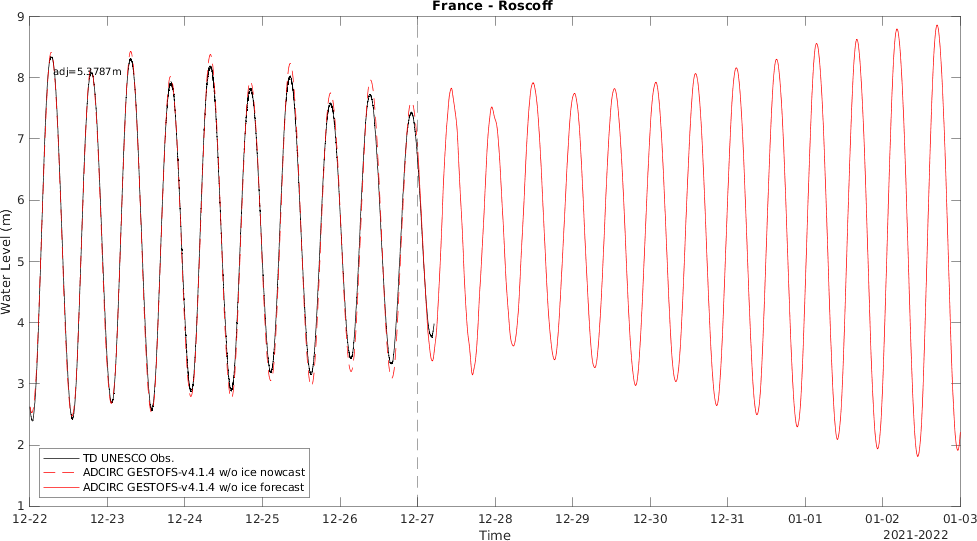 France - Roscoff
9
8
7
6
5
4
3
2
1
Water Level (m)
adj=5.3787m
TD UNESCO Obs.
ADCIRC GESTOFS-v4.1.4 w/o ice nowcast
ADCIRC GESTOFS-v4.1.4 w/o ice forecast
12-22 12-23 12-24 12-25 12-26 12-27 12-28 12-29 12-30 12-31 01-01 01-02 01-03
Time
2021-2022